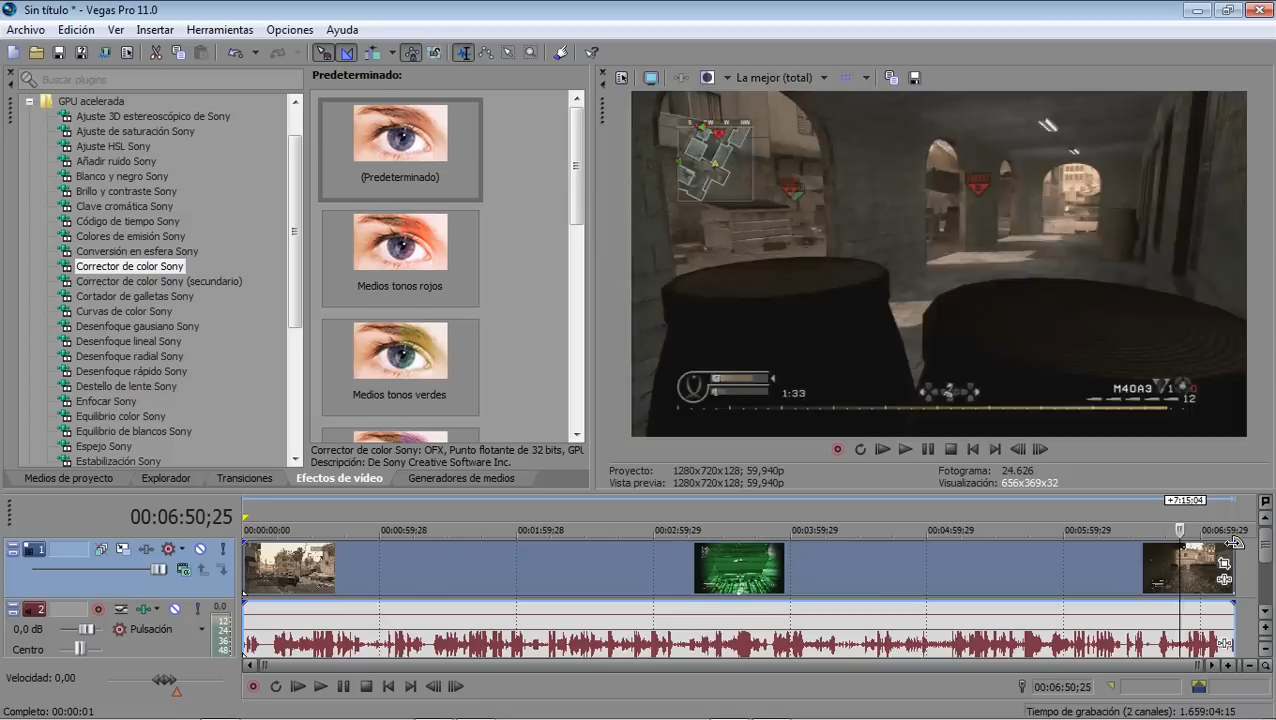 Sin título * - Vegas Pro 11.0
Archivo Edición Ver Insertar Herramientas Opciones Ayuda
Buscar plugins
Predeterminado:
La mejor (total)
GPU acelerada
Ajuste 3D estereoscópico de Sony
Ajuste de saturación Sony
Ajuste HSL Sony
Añadir ruido Sony
Blanco y negro Sony
Brillo y contraste Sony
Clave cromática Sony
Código de tiempo Sony
Colores de emisión Sony
Conversión en esfera Sony
Corrector de color Sony
Corrector de color Sony (secundario)
Cortador de galletas Sony
Curvas de color Sony
Desenfoque gausiano Sony
Desenfoque lineal Sony
Desenfoque radial Sony
Desenfoque rápido Sony
Destello de lente Sony
Enfocar Sony
Equilibrio color Sony
Equilibrio de blancos Sony
Espejo Sony
Estabilización Sony
(Predeterminado)
Medios tonos rojos
Medios tonos verdes
Corrector de color Sony: OFX, Punto flotante de 32 bits, GPU
Descripción: De Sony Creative Software Inc.
S NW N NW
1:33
M40A3
12
Medios de proyecto Explorador Transiciones Efectos de vídeo Generadores de medios
Proyecto: 1280x720x128; 59,940p
Vista previa: 1280x720x128; 59,940p
Fotograma: 24.626
Visualización: 656x369x32
+7:15:04
00:06:50;25
00:00:00;00 00:00:59;28 00:01:59;28 00:02:59;29 00:03:59;29 00:04:59;29 00:05:59;29 00:06:59;29
1
2
0,0 dB
Pulsación
Centro
0,0
12
24
36
48
Velocidad: 0,00
00:06:50;25
Completo: 00:00:01
Tiempo de grabación (2 canales): 1.659:04:15